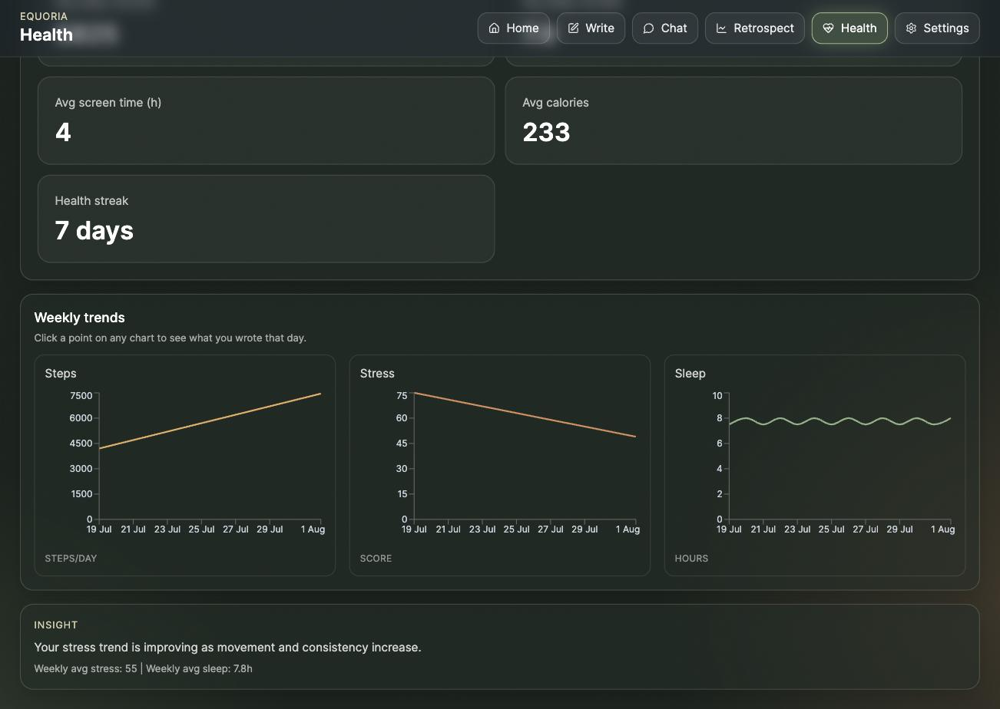 EQUORIA
Health
Home
Write
Chat
Retrospect
Health
Settings
Avg screen time (h)
4
Avg calories
233
Health streak
7 days
Weekly trends
Click a point on any chart to see what you wrote that day.
Steps
7500
6000
4500
3000
1500
0
19 Jul 21 Jul 23 Jul 25 Jul 27 Jul 29 Jul 1 Aug
STEPS/DAY
Stress
75
60
45
30
15
0
19 Jul 21 Jul 23 Jul 25 Jul 27 Jul 29 Jul 1 Aug
SCORE
Sleep
10
8
6
4
2
0
19 Jul 21 Jul 23 Jul 25 Jul 27 Jul 29 Jul 1 Aug
HOURS
INSIGHT
Your stress trend is improving as movement and consistency increase.
Weekly avg stress: 55 | Weekly avg sleep: 7.8h